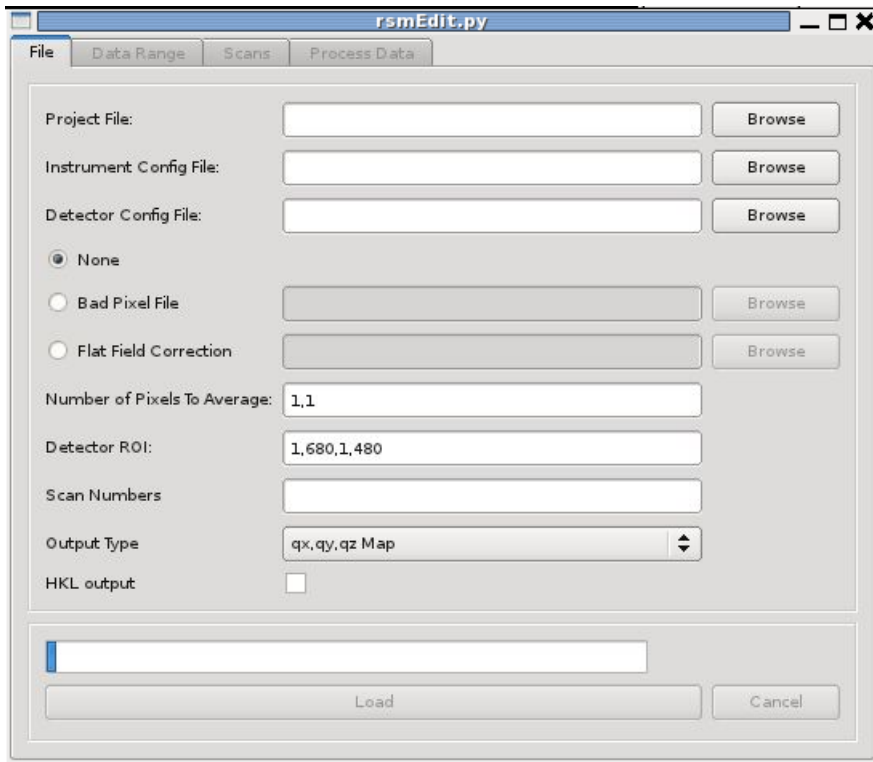 rsmEdit.py
File Data Range Scans Process Data
Project File: Browse
Instrument Config File: Browse
Detector Config File: Browse
None
Bad Pixel File Browse
Flat Field Correction Browse
Number of Pixels To Average: 1,1
Detector ROI: 1,680,1,480
Scan Numbers
Output Type qx,qy,qz Map
HKL output
Load Cancel